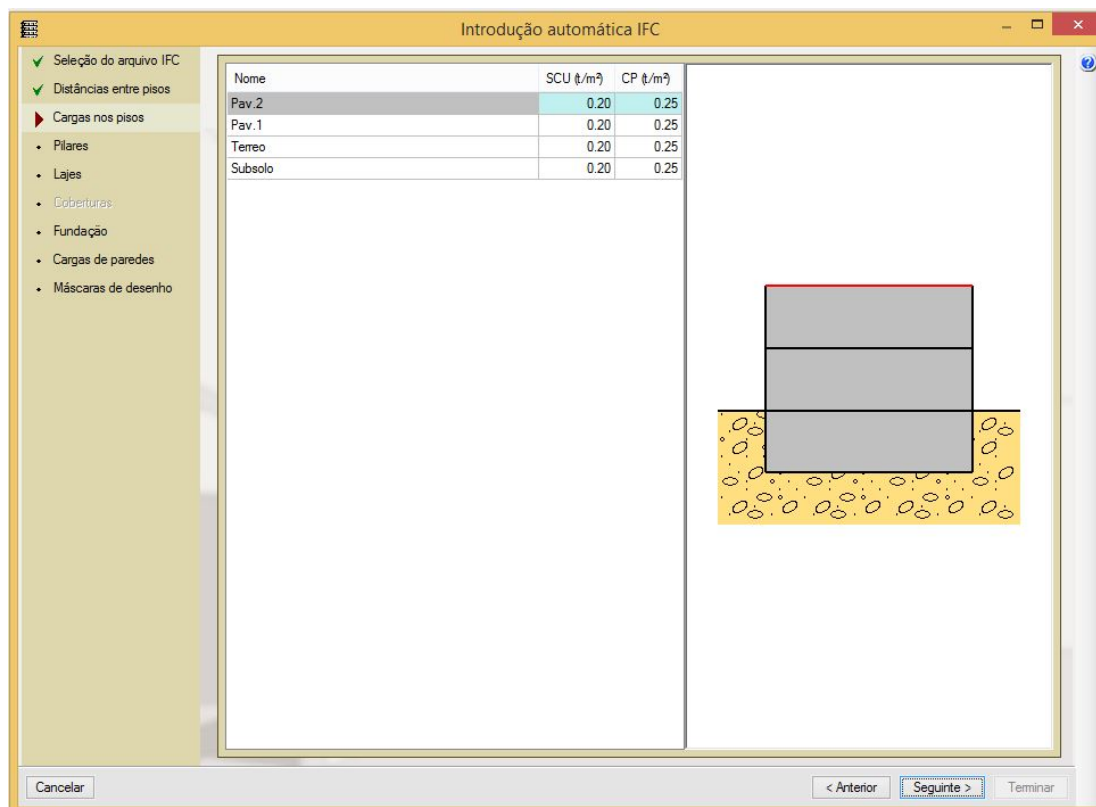 Introdução automática IFC
Seleção do arquivo IFC
Distâncias entre pisos
Cargas nos pisos
Pilares
Lajes
Coberturas
Fundação
Cargas de paredes
Máscaras de desenho
Nome SCU (t/m²) CP (t/m²)
Pav.2 0.20 0.25
Pav.1 0.20 0.25
Terreo 0.20 0.25
Subsolo 0.20 0.25
Cancelar < Anterior Seguinte > Terminar